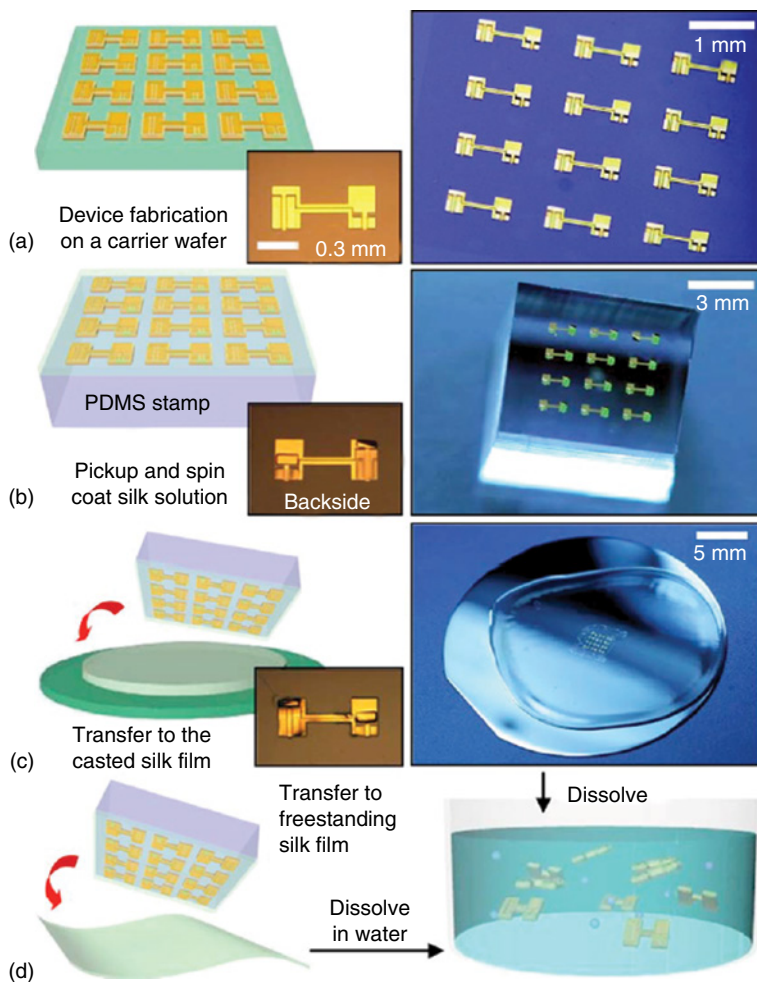 1 mm
Device fabrication
on a carrier wafer
(a)
0.3 mm
3 mm
PDMS stamp
Pickup and spin
coat silk solution
(b)
Backside
5 mm
Transfer to the
casted silk film
(c)
Transfer to
freestanding
silk film
Dissolve
Dissolve
in water
(d)